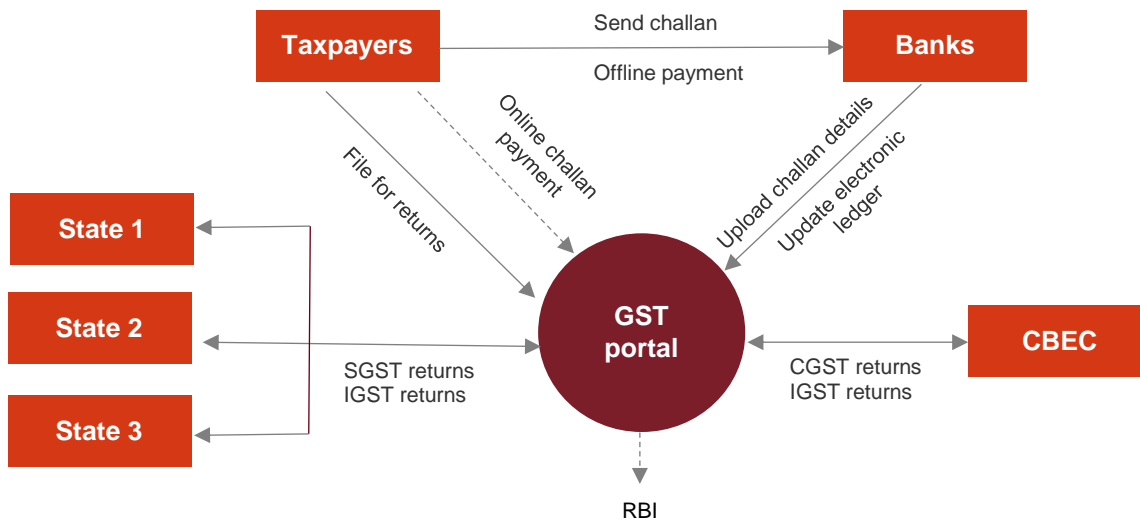 Taxpayers
Send challan
Offline payment
Banks
Online challan
payment
File for returns
Upload challan details
Update electronic
ledger
State 1
State 2
State 3
SGST returns
IGST returns
GST
portal
CGST returns
IGST returns
CBEC
RBI